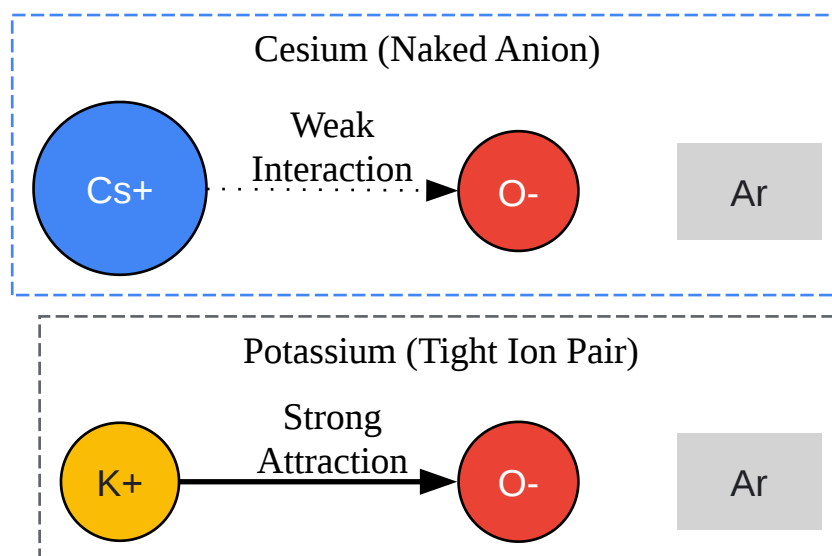 Cesium (Naked Anion)
Weak
Interaction
Cs+
O-
Ar
Potassium (Tight Ion Pair)
Strong
Attraction
K+
O-
Ar